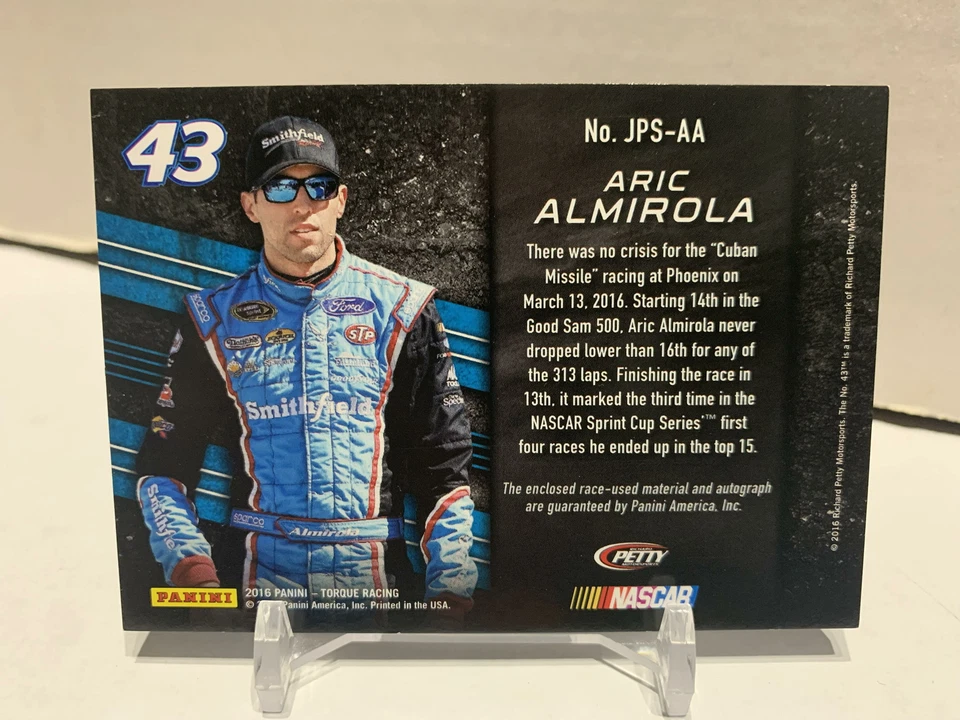 43
Smithfield
No. JPS-AA
ARIC
ALMIROLA
There was no crisis for the “Cuban
Missile” racing at Phoenix on
March 13, 2016. Starting 14th in the
Good Sam 500, Aric Almirola never
dropped lower than 16th for any of
the 313 laps. Finishing the race in
13th, it marked the third time in the
NASCAR Sprint Cup Series™ first
four races he ended up in the top 15.
The enclosed race-used material and autograph
are guaranteed by Panini America, Inc.
RICHARD
PETTY
MOTORSPORTS
NASCAR
sparco
Ford
STP
Smithfield
Smithfie
sparco
Almirola
PANINI
2016 PANINI – TORQUE RACING
© Panini America, Inc. Printed in the USA.
© 2016 Richard Petty Motorsports. The No. 43™ is a trademark of Richard Petty Motorsports.